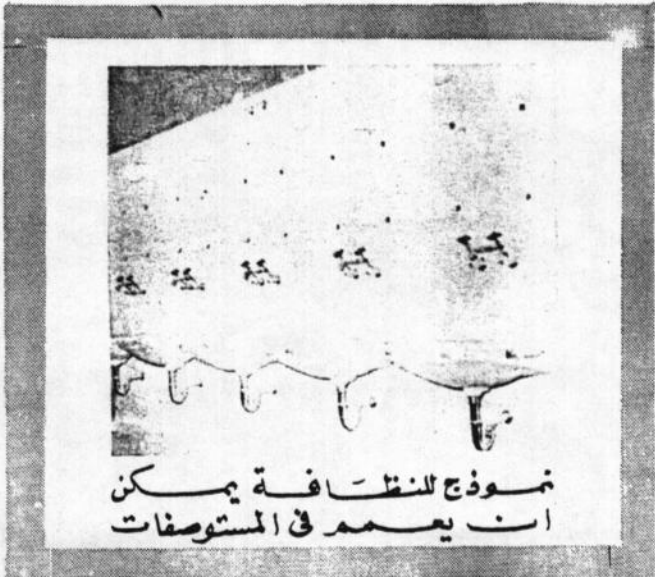 نموذج للنظافة يمكن
ان يعمم فى المستوصفات